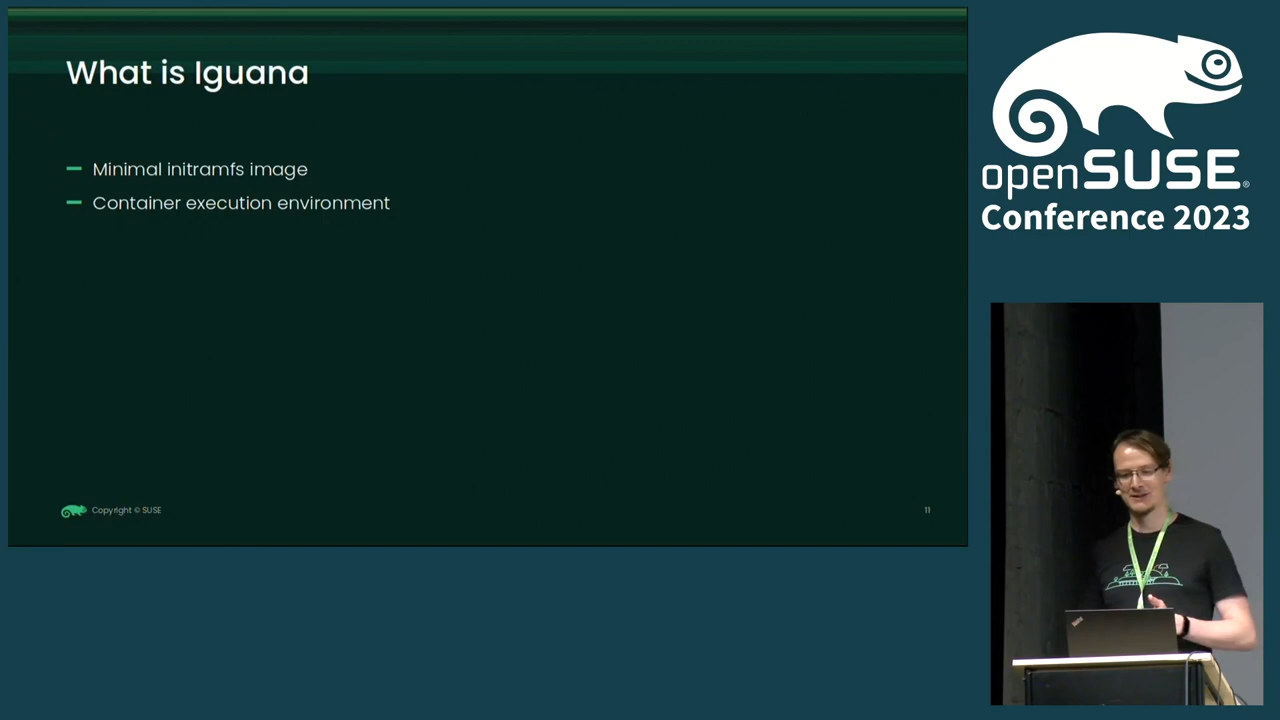 What is Iguana
Minimal initramfs image
Container execution environment
Copyright © SUSE
11
openSUSE®
Conference 2023